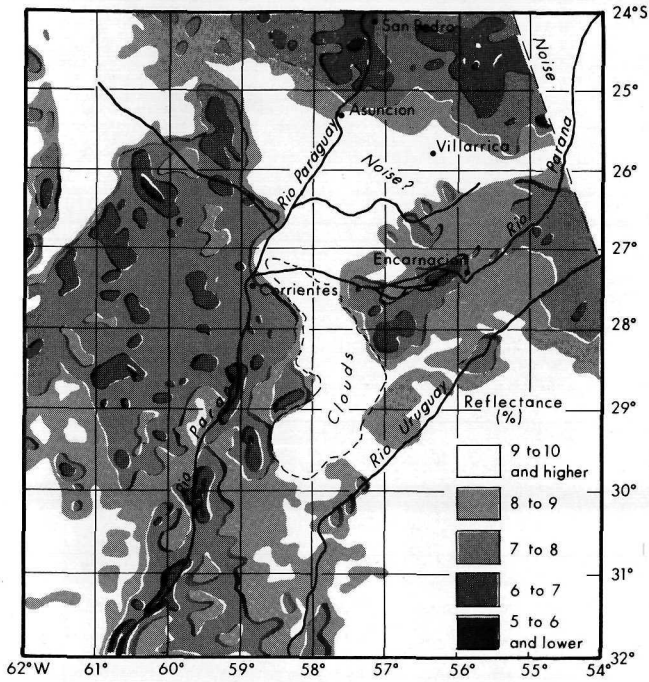 24°S
San Pedro
Noise
25°
Asuncion
Rio Paraguay
Villarrica
Parana
Noise?
26°
Rio
27°
Encarnacion
Corrientes
28°
Clouds
Parana
Rio Uruguay
29°
Reflectance
(%)
9 to 10
and higher
Rio
30°
8 to 9
7 to 8
31°
6 to 7
5 to 6
and lower
32°
62°W
61°
60°
59°
58°
57°
56°
55°
54°